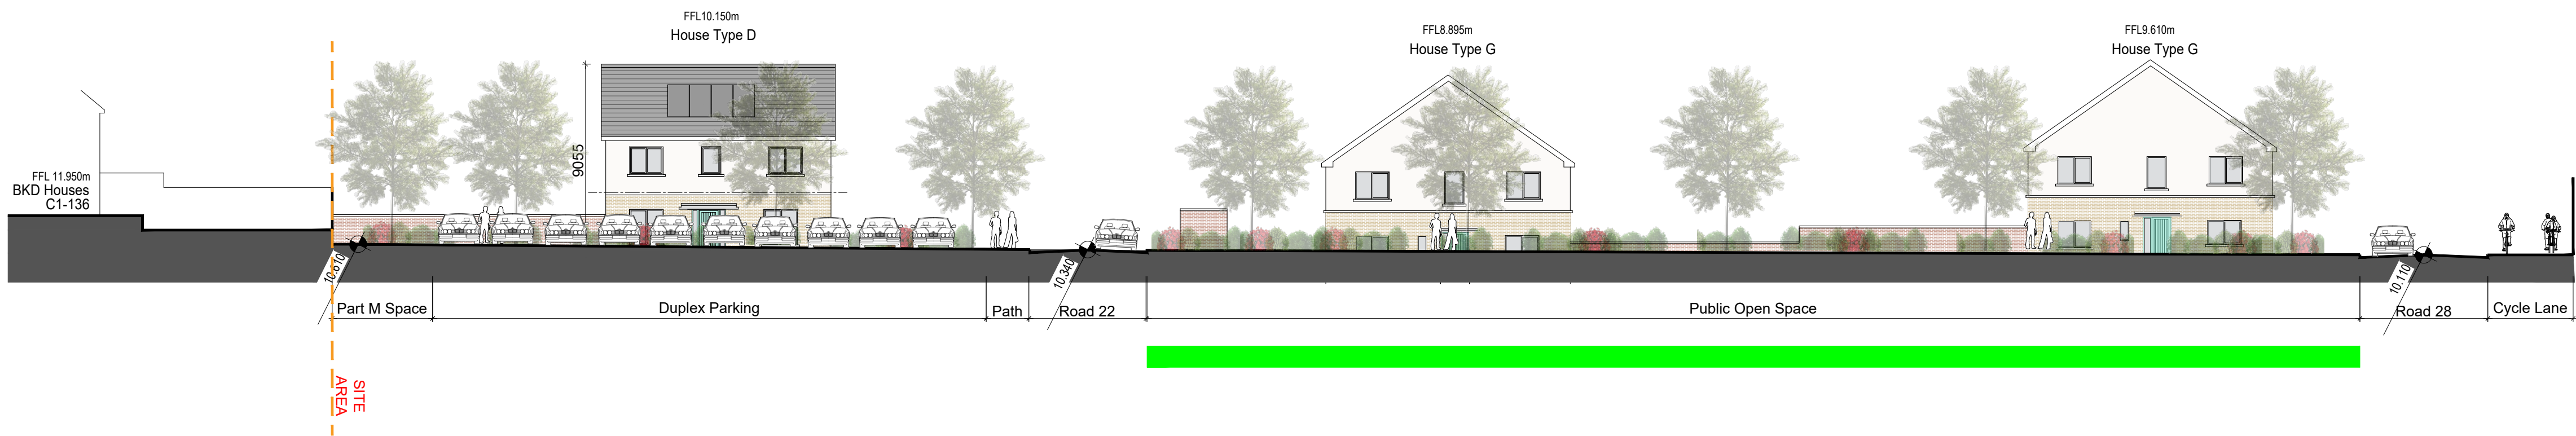 FFL10.150m
House Type D
FFL8.895m
House Type G
FFL9.610m
House Type G
9055
FFL 11.950m
BKD Houses
C1-136
10.610
10.340
10.110
Part M Space
Duplex Parking
Path
Road 22
Public Open Space
Road 28
Cycle Lane
SITE
AREA